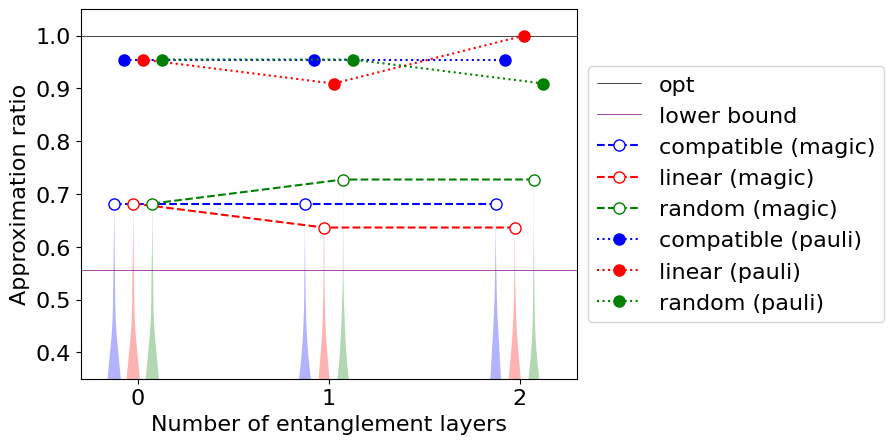 1.0
0.9
0.8
0.7
0.6
0.5
0.4
Approximation ratio
0 1 2
Number of entanglement layers
opt
lower bound
compatible (magic)
linear (magic)
random (magic)
compatible (pauli)
linear (pauli)
random (pauli)